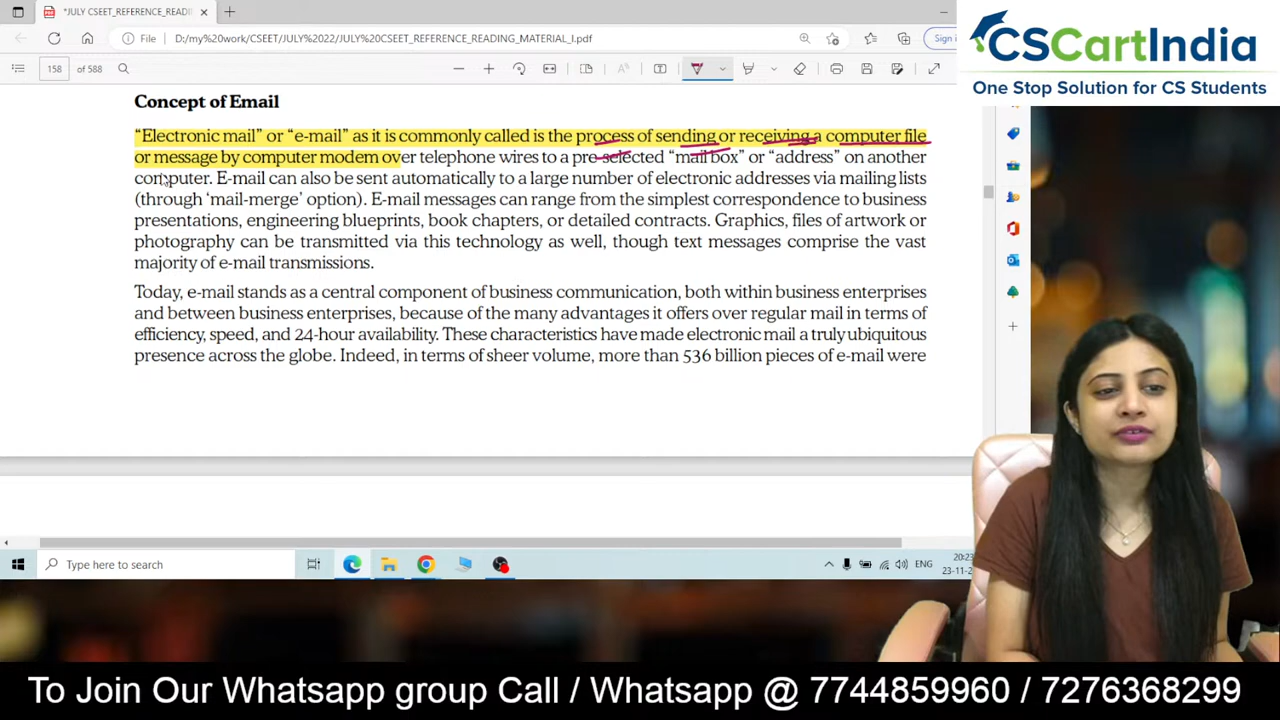 *JULY CSEET_REFERENCE_READI
CSCartIndia
One Stop Solution for CS Students
File
D:/my%20work/CSEET/JULY%202022/JULY%20CSEET_REFERENCE_READING_MATERIAL_I.pdf
Sign i
158 of 588
Concept of Email
“Electronic mail” or “e-mail” as it is commonly called is the process of sending or receiving a computer file
or message by computer modem over telephone wires to a pre-selected “mail box” or “address” on another
computer. E-mail can also be sent automatically to a large number of electronic addresses via mailing lists
(through ‘mail-merge’ option). E-mail messages can range from the simplest correspondence to business
presentations, engineering blueprints, book chapters, or detailed contracts. Graphics, files of artwork or
photography can be transmitted via this technology as well, though text messages comprise the vast
majority of e-mail transmissions.
Today, e-mail stands as a central component of business communication, both within business enterprises
and between business enterprises, because of the many advantages it offers over regular mail in terms of
efficiency, speed, and 24-hour availability. These characteristics have made electronic mail a truly ubiquitous
presence across the globe. Indeed, in terms of sheer volume, more than 536 billion pieces of e-mail were
Type here to search
ENG
20:23
23-11-2
To Join Our Whatsapp group Call / Whatsapp @ 7744859960 / 7276368299